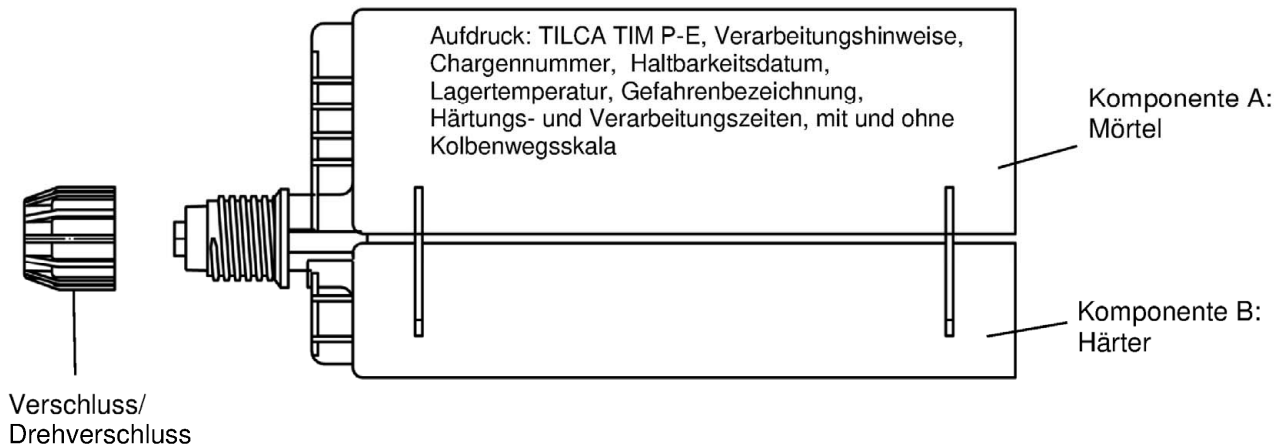 Aufdruck: TILCA TIM P-E, Verarbeitungshinweise,
Chargennummer, Haltbarkeitsdatum,
Lagertemperatur, Gefahrenbezeichnung,
Härtungs- und Verarbeitungszeiten, mit und ohne
Kolbenwegsskala
Komponente A:
Mörtel
Komponente B:
Härter
Verschluss/
Drehverschluss